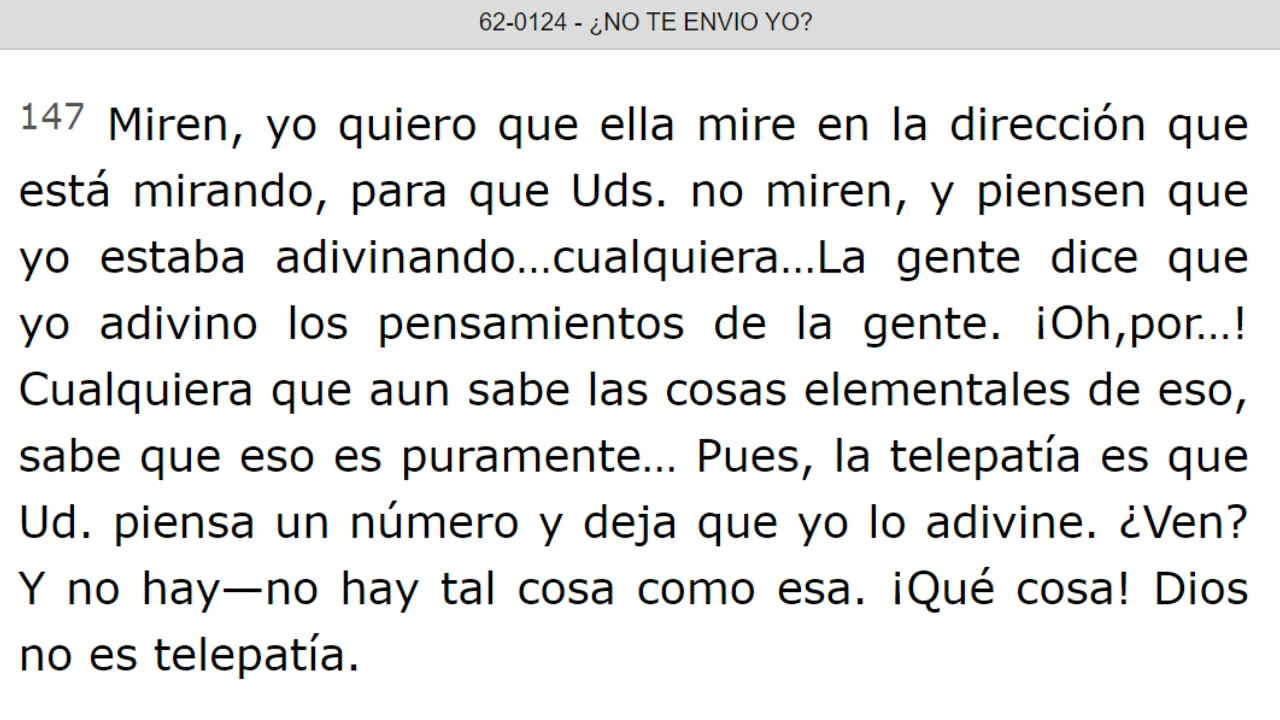 62-0124 - ¿NO TE ENVIO YO?
147 Miren, yo quiero que ella mire en la dirección que
está mirando, para que Uds. no miren, y piensen que
yo estaba adivinando...cualquiera...La gente dice que
yo adivino los pensamientos de la gente. ¡Oh,por...!
Cualquiera que aun sabe las cosas elementales de eso,
sabe que eso es puramente... Pues, la telepatía es que
Ud. piensa un número y deja que yo lo adivine. ¿Ven?
Y no hay—no hay tal cosa como esa. ¡Qué cosa! Dios
no es telepatía.